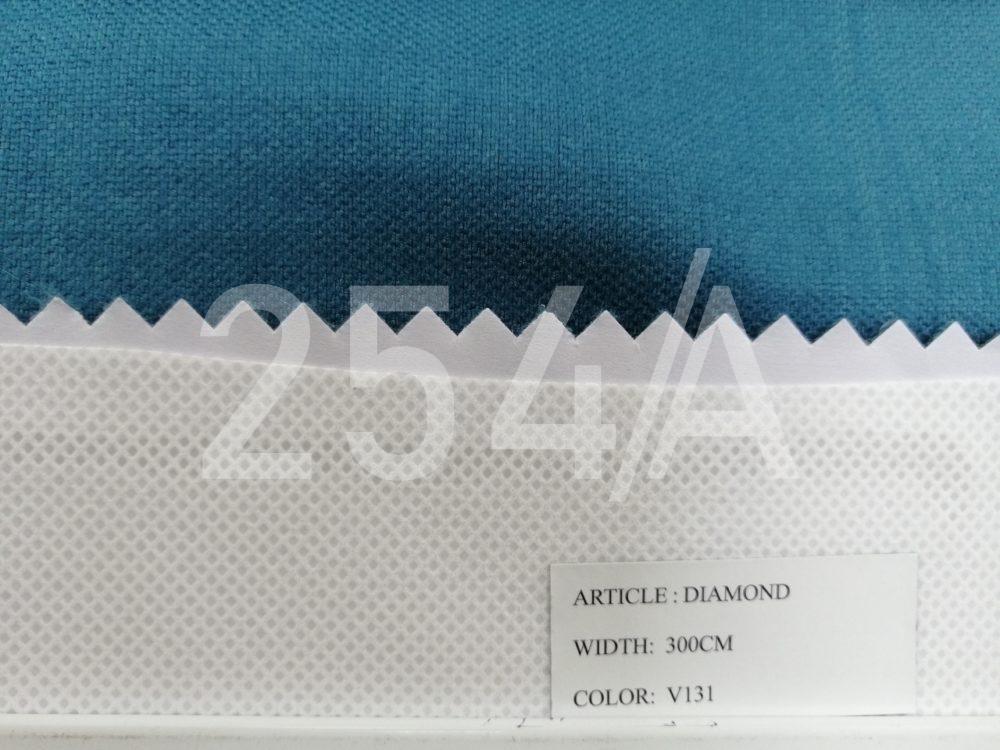 254/A
ARTICLE : DIAMOND
WIDTH: 300CM
COLOR: V131